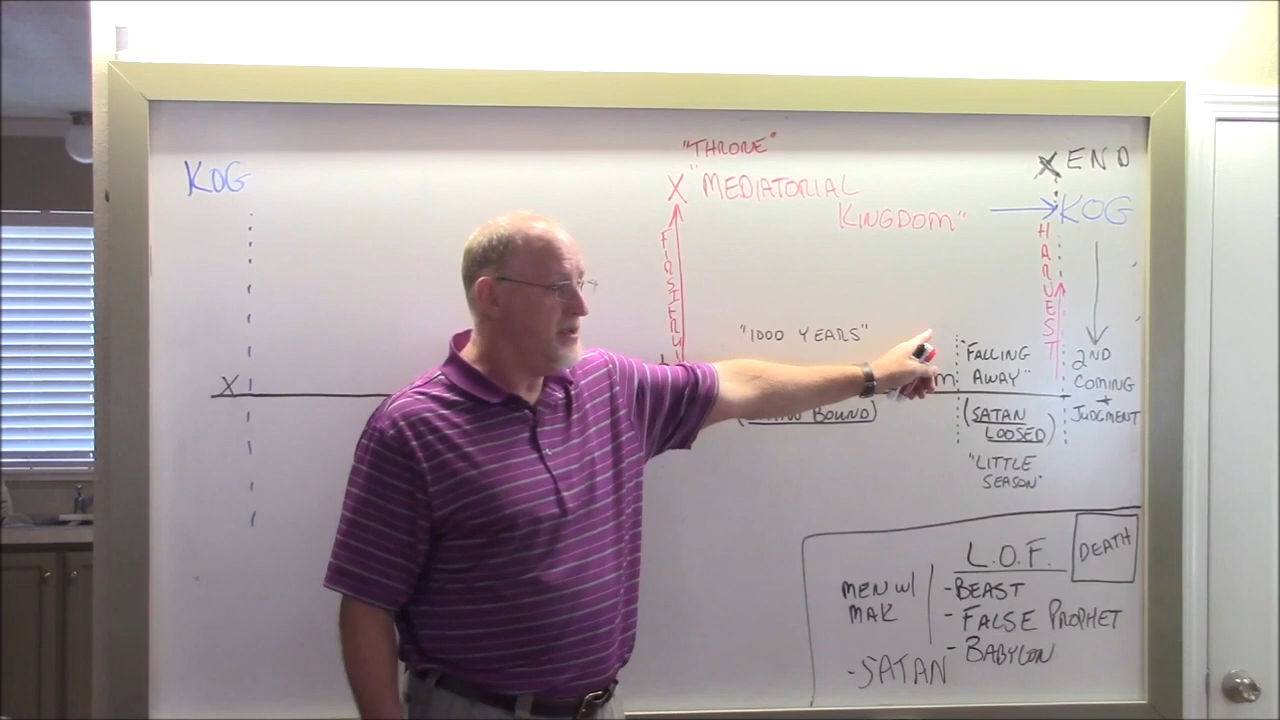 KOG
"THRONE"
X "MEDIATORIAL
KINGDOM"
X END
KOG
FIRSTFRU
HARVEST
"1000 YEARS"
"FALLING
AWAY"
2ND
COMING
+
JUDGMENT
X
BOUND)
(SATAN
LOOSED)
"LITTLE
SEASON"
L.O.F.
DEATH
MEN W/
MAK
- BEAST
- FALSE PROPHET
- BABYLON
- SATAN